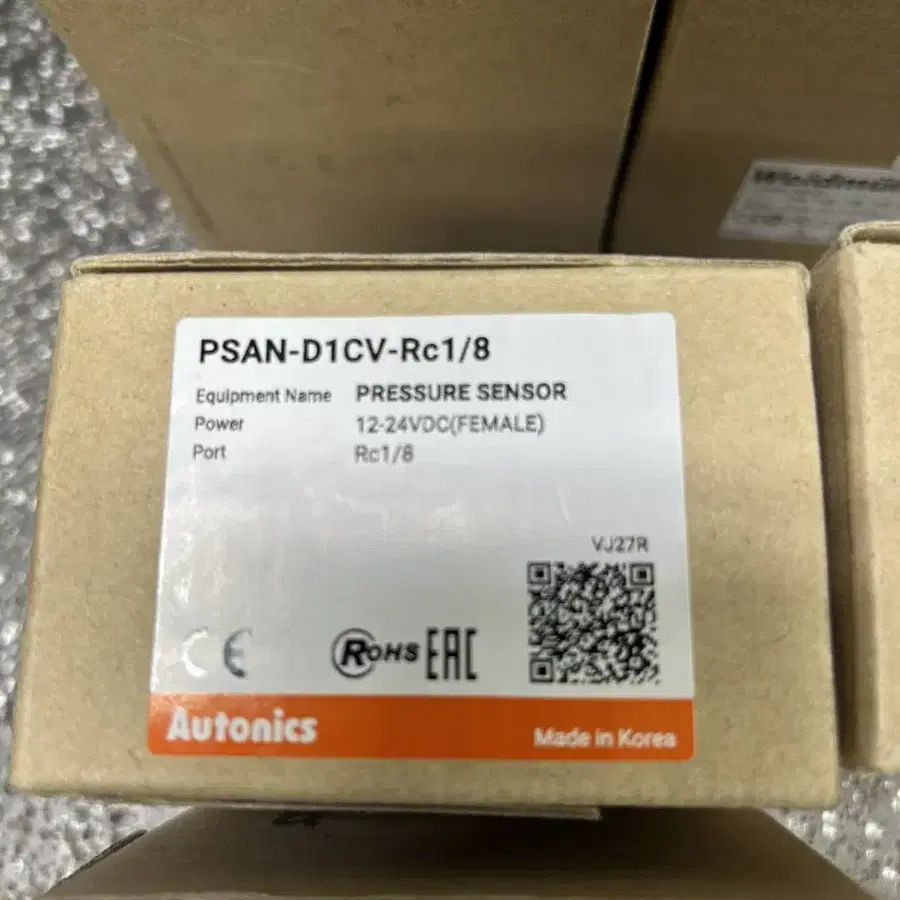 PSAN-D1CV-Rc1/8
Equipment Name PRESSURE SENSOR
Power 12-24VDC(FEMALE)
Port Rc1/8
VJ27R
CE
ROHS EAC
Autonics
Made in Korea